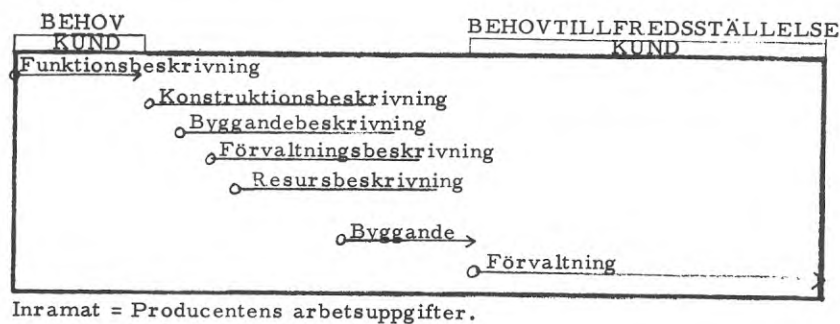 BEHOV
BEHOVTILLFREDSSTÄLLELSE
KUND
KUND
Funktionsbeskrivning
Konstruktionsbeskrivning
Byggandebeskrivning
Förvaltningsbeskrivning
Resursbeskrivning
Byggande
Förvaltning
Inramat = Producentens arbetsuppgifter.